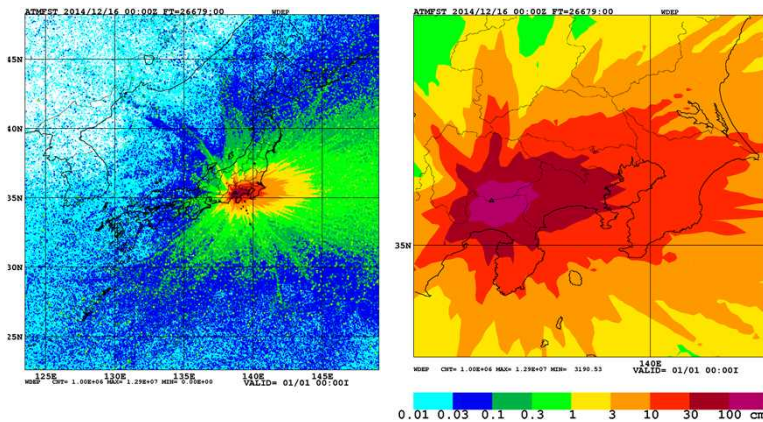 ATMFST 2014/12/16 00:00Z FT=26679:00 WDEP
45N
40N
35N
30N
25N
125E 130E 135E 140E 145E
WDEP CNT= 1.00E+06 MAX= 1.29E+07 MIN= 0.00E+00 VALID= 01/01 00:00I
ATMFST 2014/12/16 00:00Z FT=26679:00 WDEP
35N
140E
WDEP CNT= 1.00E+06 MAX= 1.29E+07 MIN= 3190.53 VALID= 01/01 00:00I
0.01 0.03 0.1 0.3 1 3 10 30 100 cm